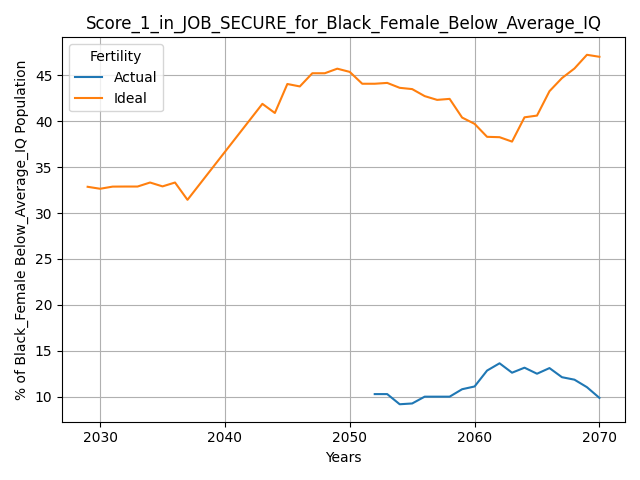 Score_1_in_JOB_SECURE_for_Black_Female_Below_Average_IQ
% of Black_Female Below_Average_IQ Population
Fertility
Actual
Ideal
45
40
35
30
25
20
15
10
2030 2040 2050 2060 2070
Years